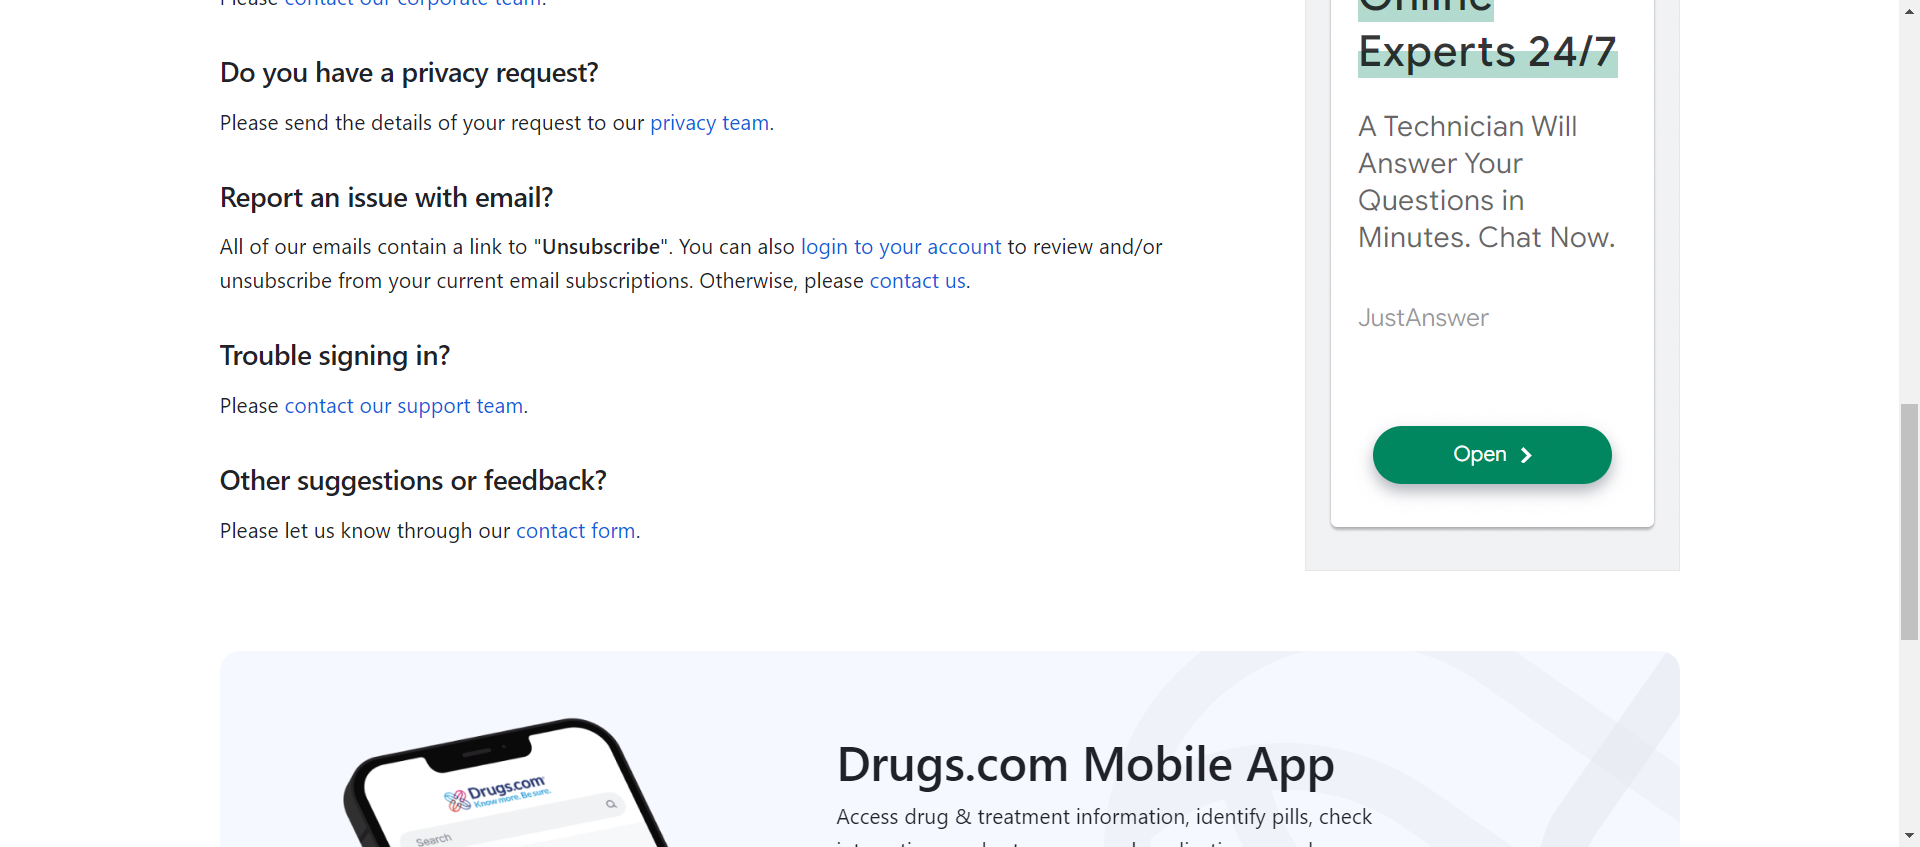 Please contact our corporate team.
Do you have a privacy request?
Please send the details of your request to our privacy team.
Report an issue with email?
All of our emails contain a link to "Unsubscribe". You can also login to your account to review and/or
unsubscribe from your current email subscriptions. Otherwise, please contact us.
Trouble signing in?
Please contact our support team.
Other suggestions or feedback?
Please let us know through our contact form.
Online
Experts 24/7
A Technician Will
Answer Your
Questions in
Minutes. Chat Now.
JustAnswer
Open
Drugs.com
Know more. Be sure.
Search
Drugs.com Mobile App
Access drug & treatment information, identify pills, check